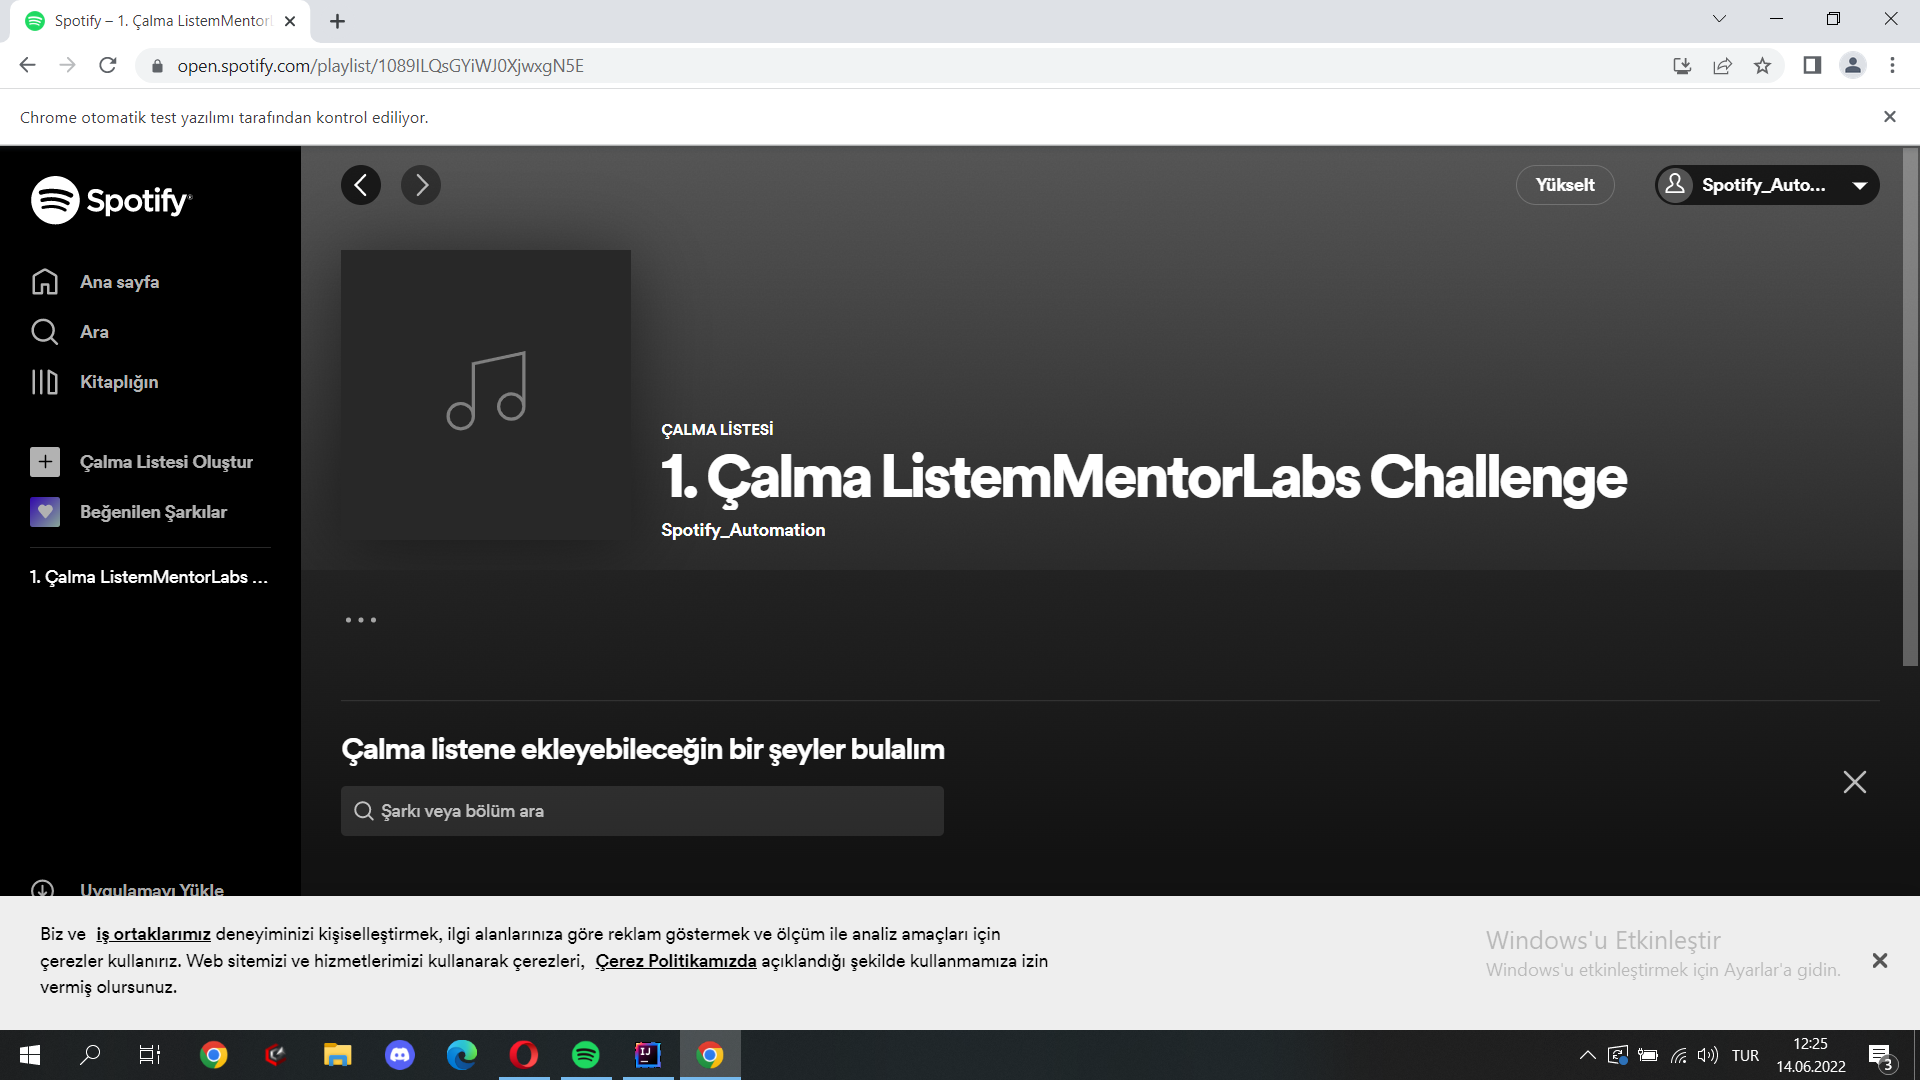 Spotify – 1. Çalma ListemMentorL
open.spotify.com/playlist/1089ILQsGYiWJ0XjwxgN5E
Chrome otomatik test yazılımı tarafından kontrol ediliyor.
Spotify
Ana sayfa
Ara
Kitaplığın
Çalma Listesi Oluştur
Beğenilen Şarkılar
1. Çalma ListemMentorLabs ...
Uygulamayı Yükle
Yükselt
Spotify_Auto...
ÇALMA LİSTESİ
1. Çalma ListemMentorLabs Challenge
Spotify_Automation
Çalma listene ekleyebileceğin bir şeyler bulalım
Şarkı veya bölüm ara
Biz ve iş ortaklarımız deneyiminizi kişiselleştirmek, ilgi alanlarınıza göre reklam göstermek ve ölçüm ile analiz amaçları için
çerezler kullanırız. Web sitemizi ve hizmetlerimizi kullanarak çerezleri, Çerez Politikamızda açıklandığı şekilde kullanmamıza izin
vermiş olursunuz.
Windows'u Etkinleştir
Windows'u etkinleştirmek için Ayarlar'a gidin.
IJ
TUR
12:25
14.06.2022
3